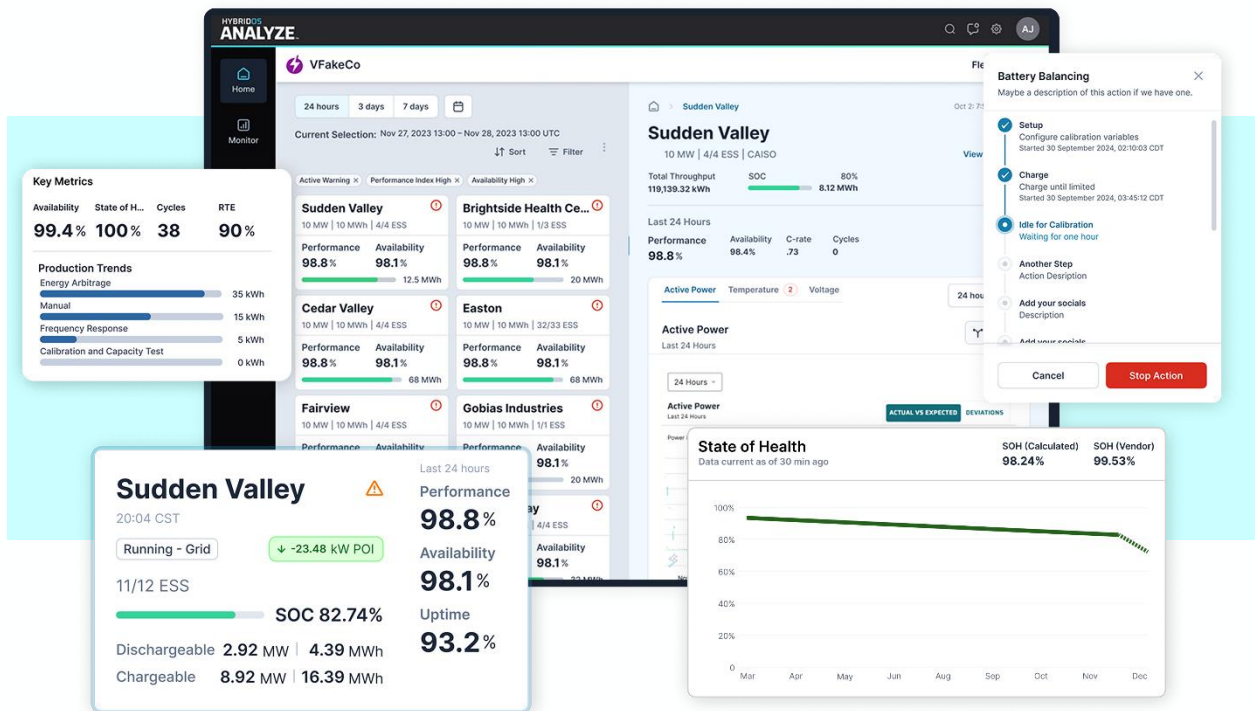 HYBRIDOS
ANALYZE
AJ
Home
Monitor
VFakeCo
24 hours 3 days 7 days
Current Selection: Nov 27, 2023 13:00 – Nov 28, 2023 13:00 UTC
Sort Filter
Active Warning × Performance Index High × Availability High ×
Sudden Valley
10 MW | 10 MWh | 4/4 ESS
Performance Availability
98.8% 98.1%
12.5 MWh
Brightside Health Ce...
10 MW | 10 MWh | 1/3 ESS
Performance Availability
98.8% 98.1%
20 MWh
Cedar Valley
10 MW | 10 MWh | 4/4 ESS
Performance Availability
98.8% 98.1%
68 MWh
Easton
10 MW | 10 MWh | 32/33 ESS
Performance Availability
98.8% 98.1%
68 MWh
Fairview
10 MW | 10 MWh | 4/4 ESS
Performance Availability
Gobias Industries
10 MW | 10 MWh | 1/1 ESS
Performance Availability
98.1%
20 MWh
4/4 ESS
Availability
98.1%
Sudden Valley
Sudden Valley
10 MW | 4/4 ESS | CAISO
View
Total Throughput SOC 80%
119,139.32 kWh 8.12 MWh
Last 24 Hours
Performance Availability C-rate Cycles
98.8% 98.4% .73 0
Active Power Temperature 2 Voltage
24 hou
Active Power
Last 24 Hours
24 Hours
Active Power
Last 24 Hours
ACTUAL VS EXPECTED DEVIATIONS
Power
Key Metrics
Availability State of H... Cycles RTE
99.4% 100% 38 90%
Production Trends
Energy Arbitrage
35 kWh
Manual
15 kWh
Frequency Response
5 kWh
Calibration and Capacity Test
0 kWh
Battery Balancing
Maybe a description of this action if we have one.
Setup
Configure calibration variables
Started 30 September 2024, 02:10:03 CDT
Charge
Charge until limited
Started 30 September 2024, 03:45:12 CDT
Idle for Calibration
Waiting for one hour
Another Step
Action Desription
Add your socials
Description
Add your socials
Cancel Stop Action
Sudden Valley
20:04 CST
Running - Grid
-23.48 kW POI
11/12 ESS
SOC 82.74%
Dischargeable 2.92 MW | 4.39 MWh
Chargeable 8.92 MW | 16.39 MWh
Last 24 hours
Performance
98.8%
Availability
98.1%
Uptime
93.2%
State of Health
Data current as of 30 min ago
SOH (Calculated) SOH (Vendor)
98.24% 99.53%
100%
80%
60%
40%
20%
0
Mar Apr May Jun Aug Sep Oct Nov Dec